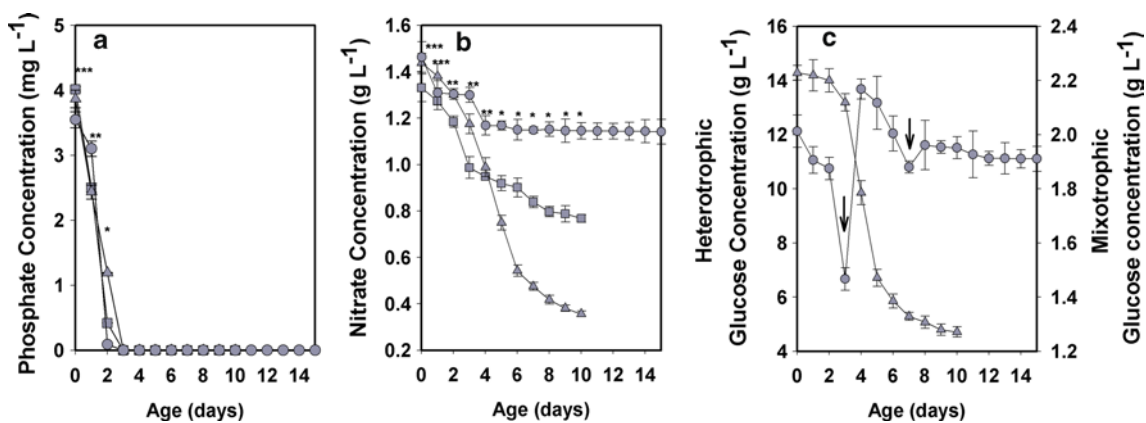 a
Phosphate Concentration (mg L-1)
5
4
3
2
1
0
***
**
*
0 2 4 6 8 10 12 14
Age (days)
b
Nitrate Concentration (g L-1)
1.6
1.4
1.2
1.0
0.8
0.6
0.4
0.2
***
***
**
**
**
*
*
*
*
*
*
0 2 4 6 8 10 12 14
Age (days)
c
Heterotrophic
Glucose Concentration (g L-1)
16
14
12
10
8
6
4
0 2 4 6 8 10 12 14
Age (days)
2.4
2.2
2.0
1.8
1.6
1.4
1.2
Mixotrophic
Glucose concentration (g L-1)